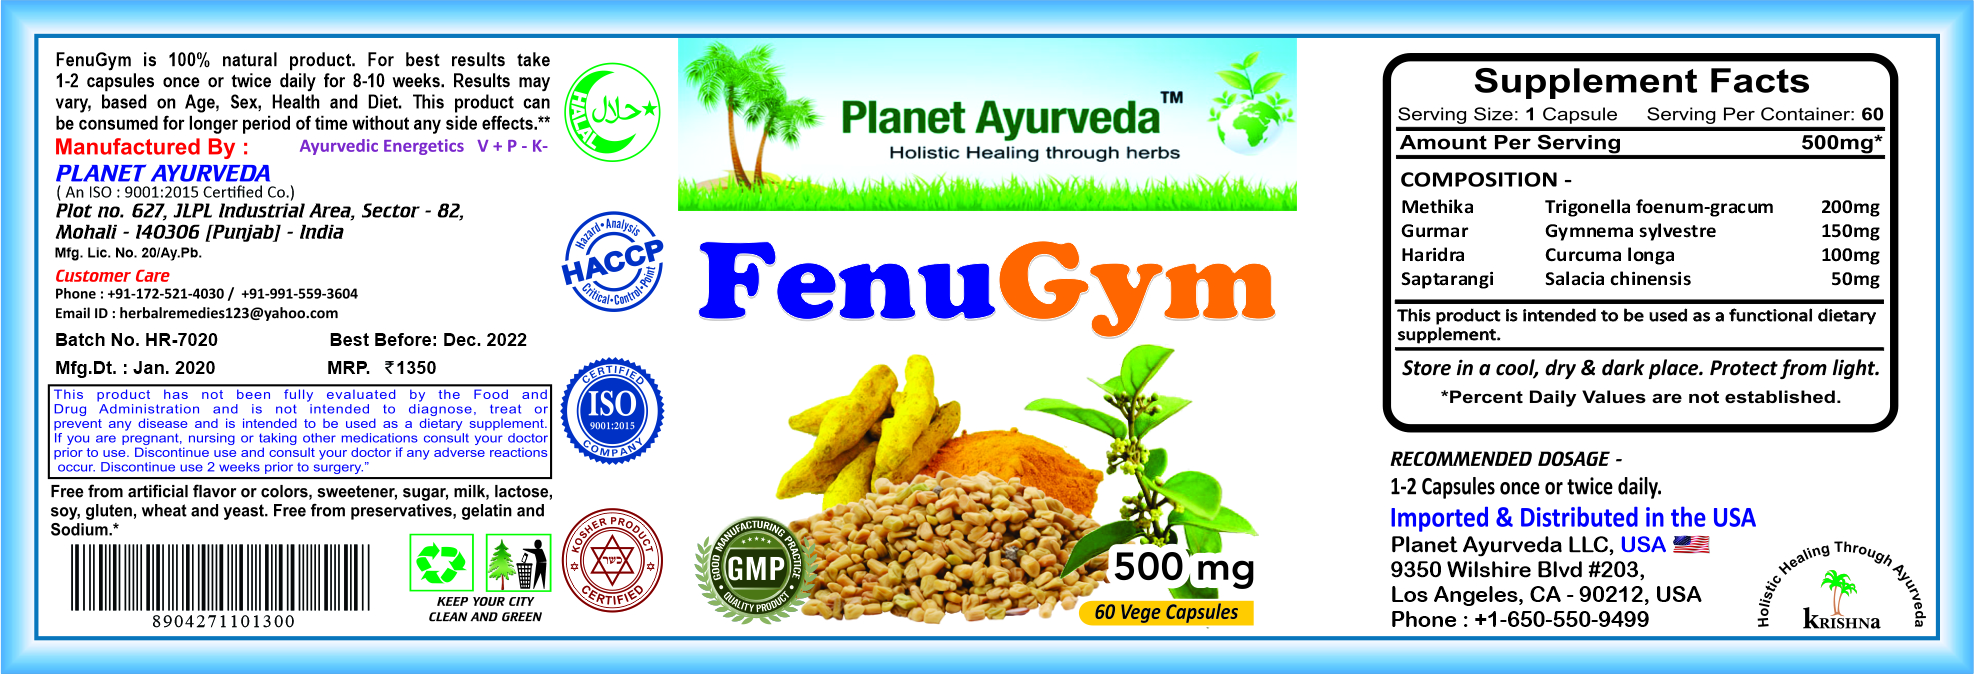 FenuGym is 100% natural product. For best results take
1-2 capsules once or twice daily for 8-10 weeks. Results may
vary, based on Age, Sex, Health and Diet. This product can
be consumed for longer period of time without any side effects.**
Manufactured By :
Ayurvedic Energetics V + P - K-
PLANET AYURVEDA
( An ISO : 9001:2015 Certified Co.)
Plot no. 627, JLPL Industrial Area, Sector - 82,
Mohali - 140306 [Punjab] - India
Mfg. Lic. No. 20/Ay.Pb.
Customer Care
Phone : +91-172-521-4030 / +91-991-559-3604
Email ID : herbalremedies123@yahoo.com
Batch No. HR-7020
Best Before: Dec. 2022
Mfg.Dt. : Jan. 2020
MRP. ₹1350
This product has not been fully evaluated by the Food and
Drug Administration and is not intended to diagnose, treat or
prevent any disease and is intended to be used as a dietary supplement.
If you are pregnant, nursing or taking other medications consult your doctor
prior to use. Discontinue use and consult your doctor if any adverse reactions
occur. Discontinue use 2 weeks prior to surgery.”
Free from artificial flavor or colors, sweetener, sugar, milk, lactose,
soy, gluten, wheat and yeast. Free from preservatives, gelatin and
Sodium.*
8904271101300
KEEP YOUR CITY
CLEAN AND GREEN
HALAL
حلال
Hazard • Analysis
HACCP
Critical • Control • Point
CERTIFIED
ISO
9001:2015
COMPANY
KOSHER PRODUCT
כשר
CERTIFIED
Planet Ayurveda™
Holistic Healing through herbs
FenuGym
GOOD MANUFACTURING PRACTICE
GMP
QUALITY PRODUCT
500 mg
60 Vege Capsules
Supplement Facts
Serving Size: 1 Capsule Serving Per Container: 60
Amount Per Serving 500mg*
COMPOSITION -
Methika Trigonella foenum-gracum 200mg
Gurmar Gymnema sylvestre 150mg
Haridra Curcuma longa 100mg
Saptarangi Salacia chinensis 50mg
This product is intended to be used as a functional dietary
supplement.
Store in a cool, dry & dark place. Protect from light.
*Percent Daily Values are not established.
RECOMMENDED DOSAGE -
1-2 Capsules once or twice daily.
Imported & Distributed in the USA
Planet Ayurveda LLC, USA
9350 Wilshire Blvd #203,
Los Angeles, CA - 90212, USA
Phone : +1-650-550-9499
Holistic Healing Through Ayurveda
KRISHNa